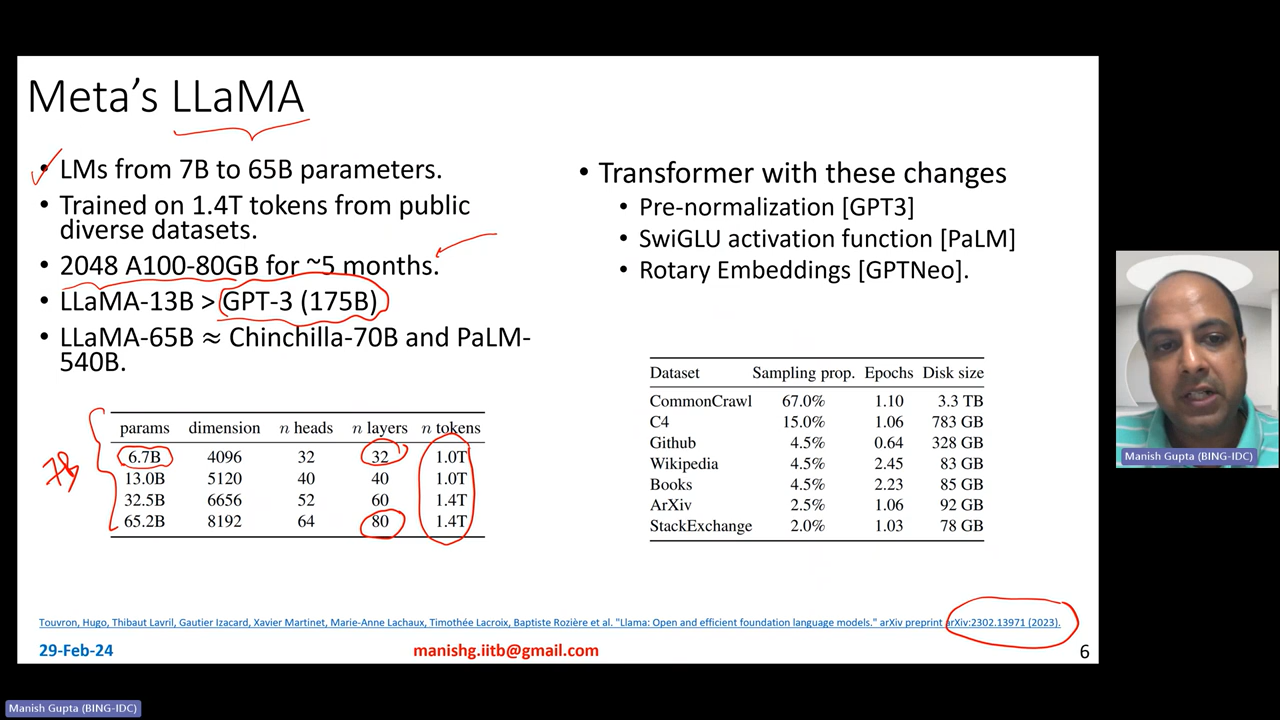 Meta's LLaMA
• LMs from 7B to 65B parameters.
• Trained on 1.4T tokens from public
diverse datasets.
• 2048 A100-80GB for ~5 months.
• LLaMA-13B > GPT-3 (175B)
• LLaMA-65B ≈ Chinchilla-70B and PaLM-
540B.
params dimension n heads n layers n tokens
6.7B 4096 32 32 1.0T
13.0B 5120 40 40 1.0T
32.5B 6656 52 60 1.4T
65.2B 8192 64 80 1.4T
7B
• Transformer with these changes
• Pre-normalization [GPT3]
• SwiGLU activation function [PaLM]
• Rotary Embeddings [GPTNeo].
Dataset Sampling prop. Epochs Disk size
CommonCrawl 67.0% 1.10 3.3 TB
C4 15.0% 1.06 783 GB
Github 4.5% 0.64 328 GB
Wikipedia 4.5% 2.45 83 GB
Books 4.5% 2.23 85 GB
ArXiv 2.5% 1.06 92 GB
StackExchange 2.0% 1.03 78 GB
Touvron, Hugo, Thibaut Lavril, Gautier Izacard, Xavier Martinet, Marie-Anne Lachaux, Timothée Lacroix, Baptiste Rozière et al. "Llama: Open and efficient foundation language models." arXiv preprint arXiv:2302.13971 (2023).
29-Feb-24 manishg.iitb@gmail.com 6
Manish Gupta (BING-IDC)
Manish Gupta (BING-IDC)